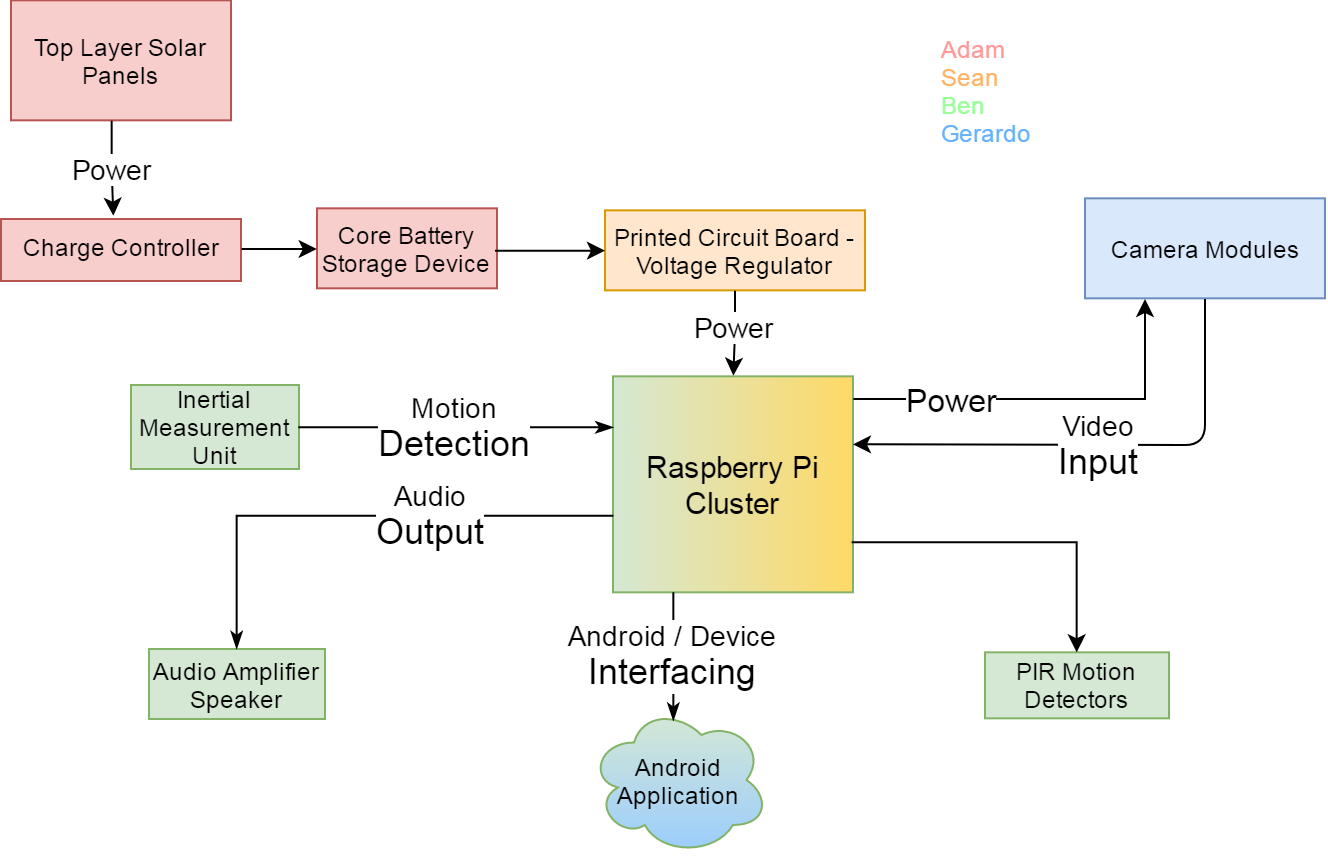 Top Layer Solar
Panels
Adam
Sean
Ben
Gerardo
Power
Charge Controller
Core Battery
Storage Device
Printed Circuit Board -
Voltage Regulator
Camera Modules
Power
Inertial
Measurement
Unit
Motion
Detection
Raspberry Pi
Cluster
Power
Video
Input
Audio
Output
Android / Device
Interfacing
Audio Amplifier
Speaker
PIR Motion
Detectors
Android
Application